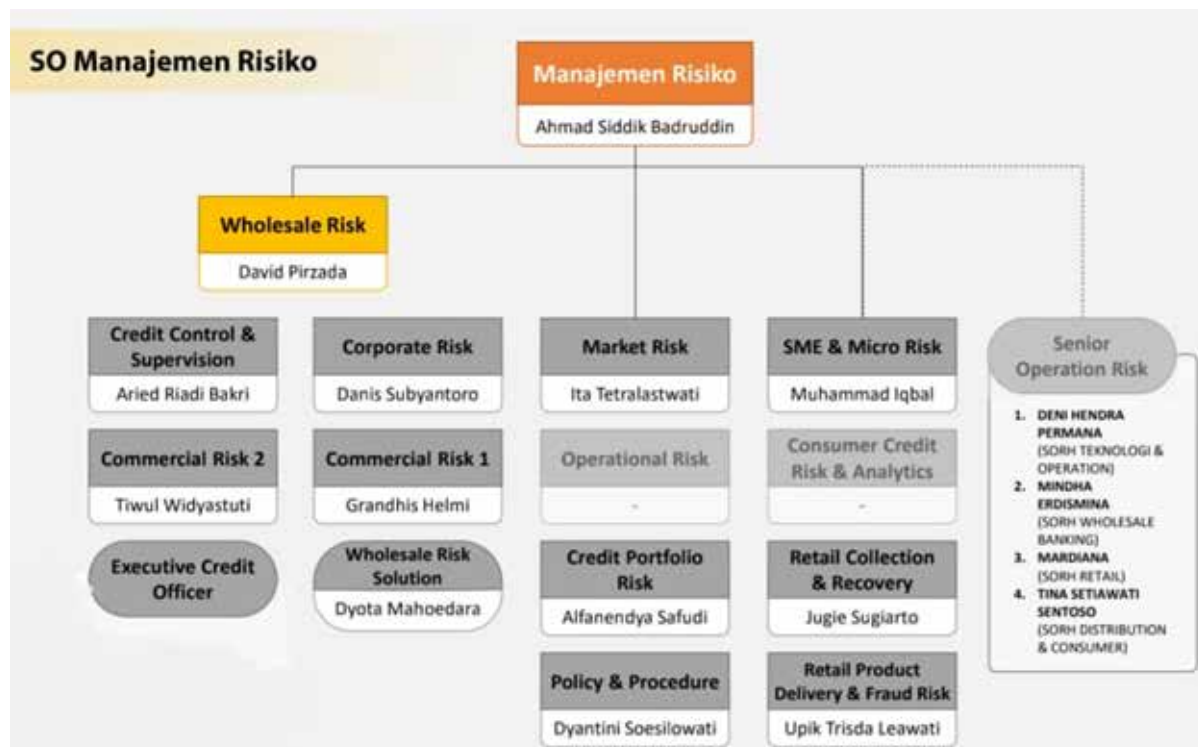 SO Manajemen Risiko
Manajemen Risiko
Ahmad Siddik Badruddin
Wholesale Risk
David Pirzada
Credit Control &
Supervision
Aried Riadi Bakri
Corporate Risk
Danis Subyantoro
Market Risk
Ita Tetralastwati
SME & Micro Risk
Muhammad Iqbal
Senior
Operation Risk
Commercial Risk 2
Tiwul Widyastuti
Commercial Risk 1
Grandhis Helmi
Operational Risk
-
Consumer Credit
Risk & Analytics
-
Executive Credit
Officer
Wholesale Risk
Solution
Dyota Mahoedara
Credit Portfolio
Risk
Alfanendya Safudi
Retail Collection
& Recovery
Jugie Sugiarto
Policy & Procedure
Dyantini Soesilowati
Retail Product
Delivery & Fraud Risk
Upik Trisda Leawati
1. DENI HENDRA
PERMANA
(SORH TEKNOLOGI &
OPERATION)
2. MINDHA
ERDISMINA
(SORH WHOLESALE
BANKING)
3. MARDIANA
(SORH RETAIL)
4. TINA SETIAWATI
SENTOSO
(SORH DISTRIBUTION
& CONSUMER)